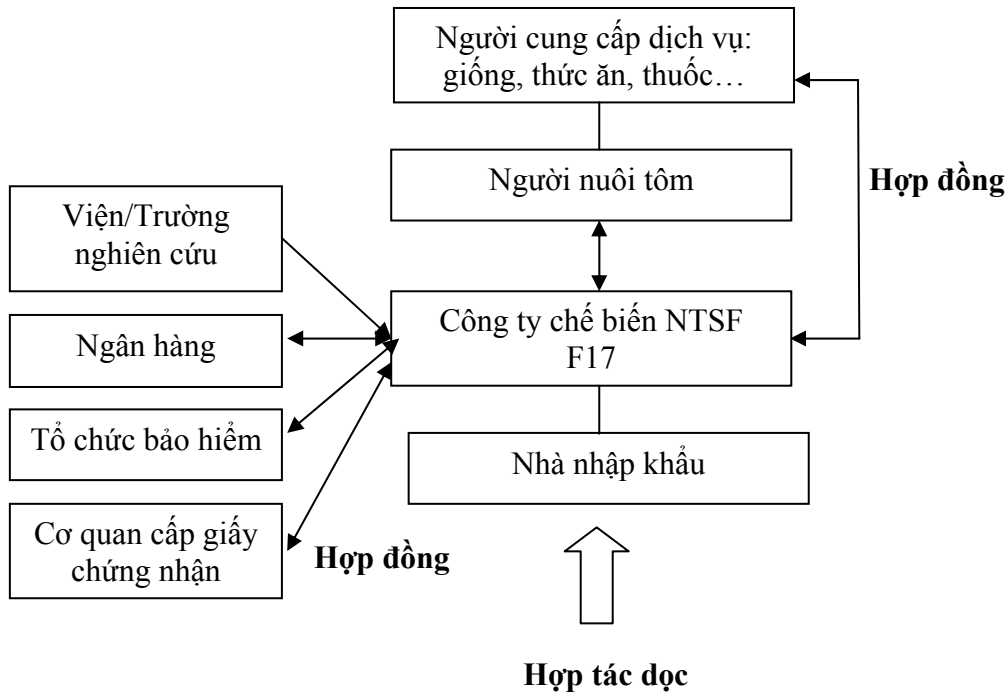 Người cung cấp dịch vụ:
giống, thức ăn, thuốc…
Hợp đồng
Người nuôi tôm
Viện/Trường
nghiên cứu
Công ty chế biến NTSF
F17
Ngân hàng
Tổ chức bảo hiểm
Nhà nhập khẩu
Cơ quan cấp giấy
chứng nhận
Hợp đồng
Hợp tác dọc